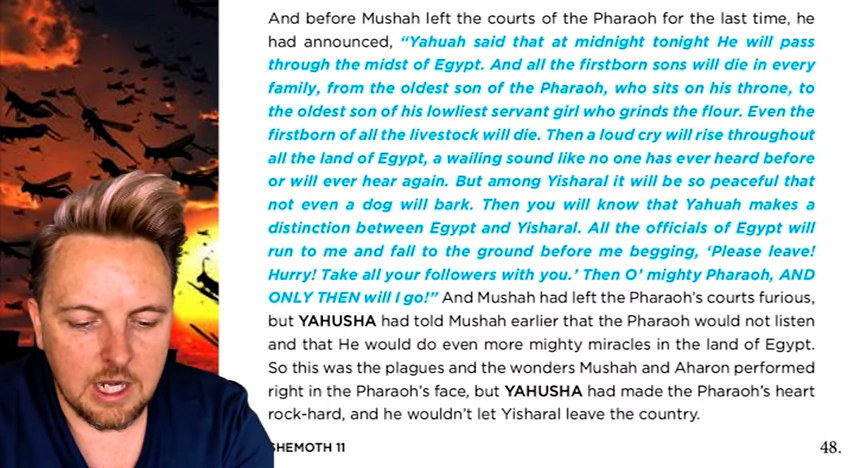 And before Mushah left the courts of the Pharaoh for the last time, he
had announced, “Yahuah said that at midnight tonight He will pass
through the midst of Egypt. And all the firstborn sons will die in every
family, from the oldest son of the Pharaoh, who sits on his throne, to
the oldest son of his lowliest servant girl who grinds the flour. Even the
firstborn of all the livestock will die. Then a loud cry will rise throughout
all the land of Egypt, a wailing sound like no one has ever heard before
or will ever hear again. But among Yisharal it will be so peaceful that
not even a dog will bark. Then you will know that Yahuah makes a
distinction between Egypt and Yisharal. All the officials of Egypt will
run to me and fall to the ground before me begging, ‘Please leave!
Hurry! Take all your followers with you.’ Then O’ mighty Pharaoh, AND
ONLY THEN will I go!” And Mushah had left the Pharaoh’s courts furious,
but YAHUSHA had told Mushah earlier that the Pharaoh would not listen
and that He would do even more mighty miracles in the land of Egypt.
So this was the plagues and the wonders Mushah and Aharon performed
right in the Pharaoh’s face, but YAHUSHA had made the Pharaoh’s heart
rock-hard, and he wouldn’t let Yisharal leave the country.
HEMOTH 11
48.